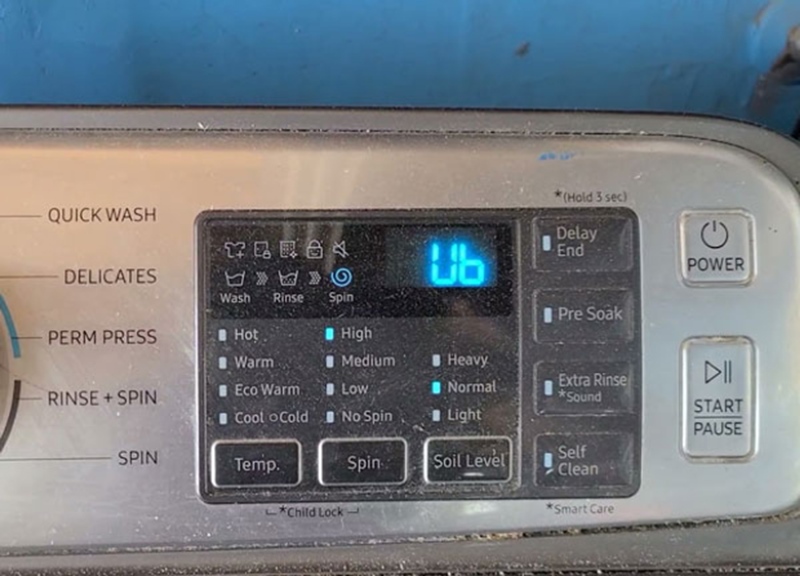 QUICK WASH
DELICATES
PERM PRESS
RINSE + SPIN
SPIN
Ub
Wash Rinse Spin
Hot High
Warm Medium Heavy
Eco Warm Low Normal
Cool Cold No Spin Light
Temp. Spin Soil Level
*Child Lock
*(Hold 3 sec)
Delay
End
Pre Soak
Extra Rinse
*Sound
Self
Clean
*Smart Care
POWER
START
PAUSE